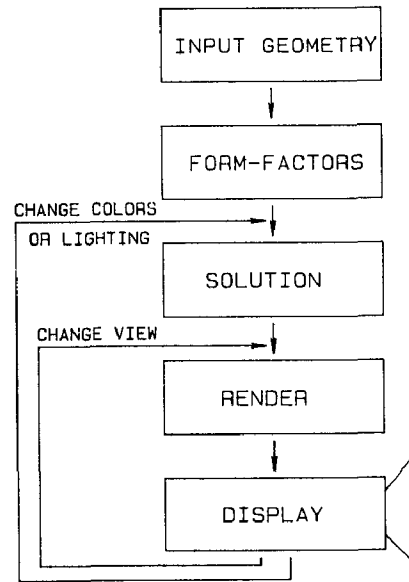 INPUT GEOMETRY
FORM-FACTORS
CHANGE COLORS
OR LIGHTING
SOLUTION
CHANGE VIEW
RENDER
DISPLAY